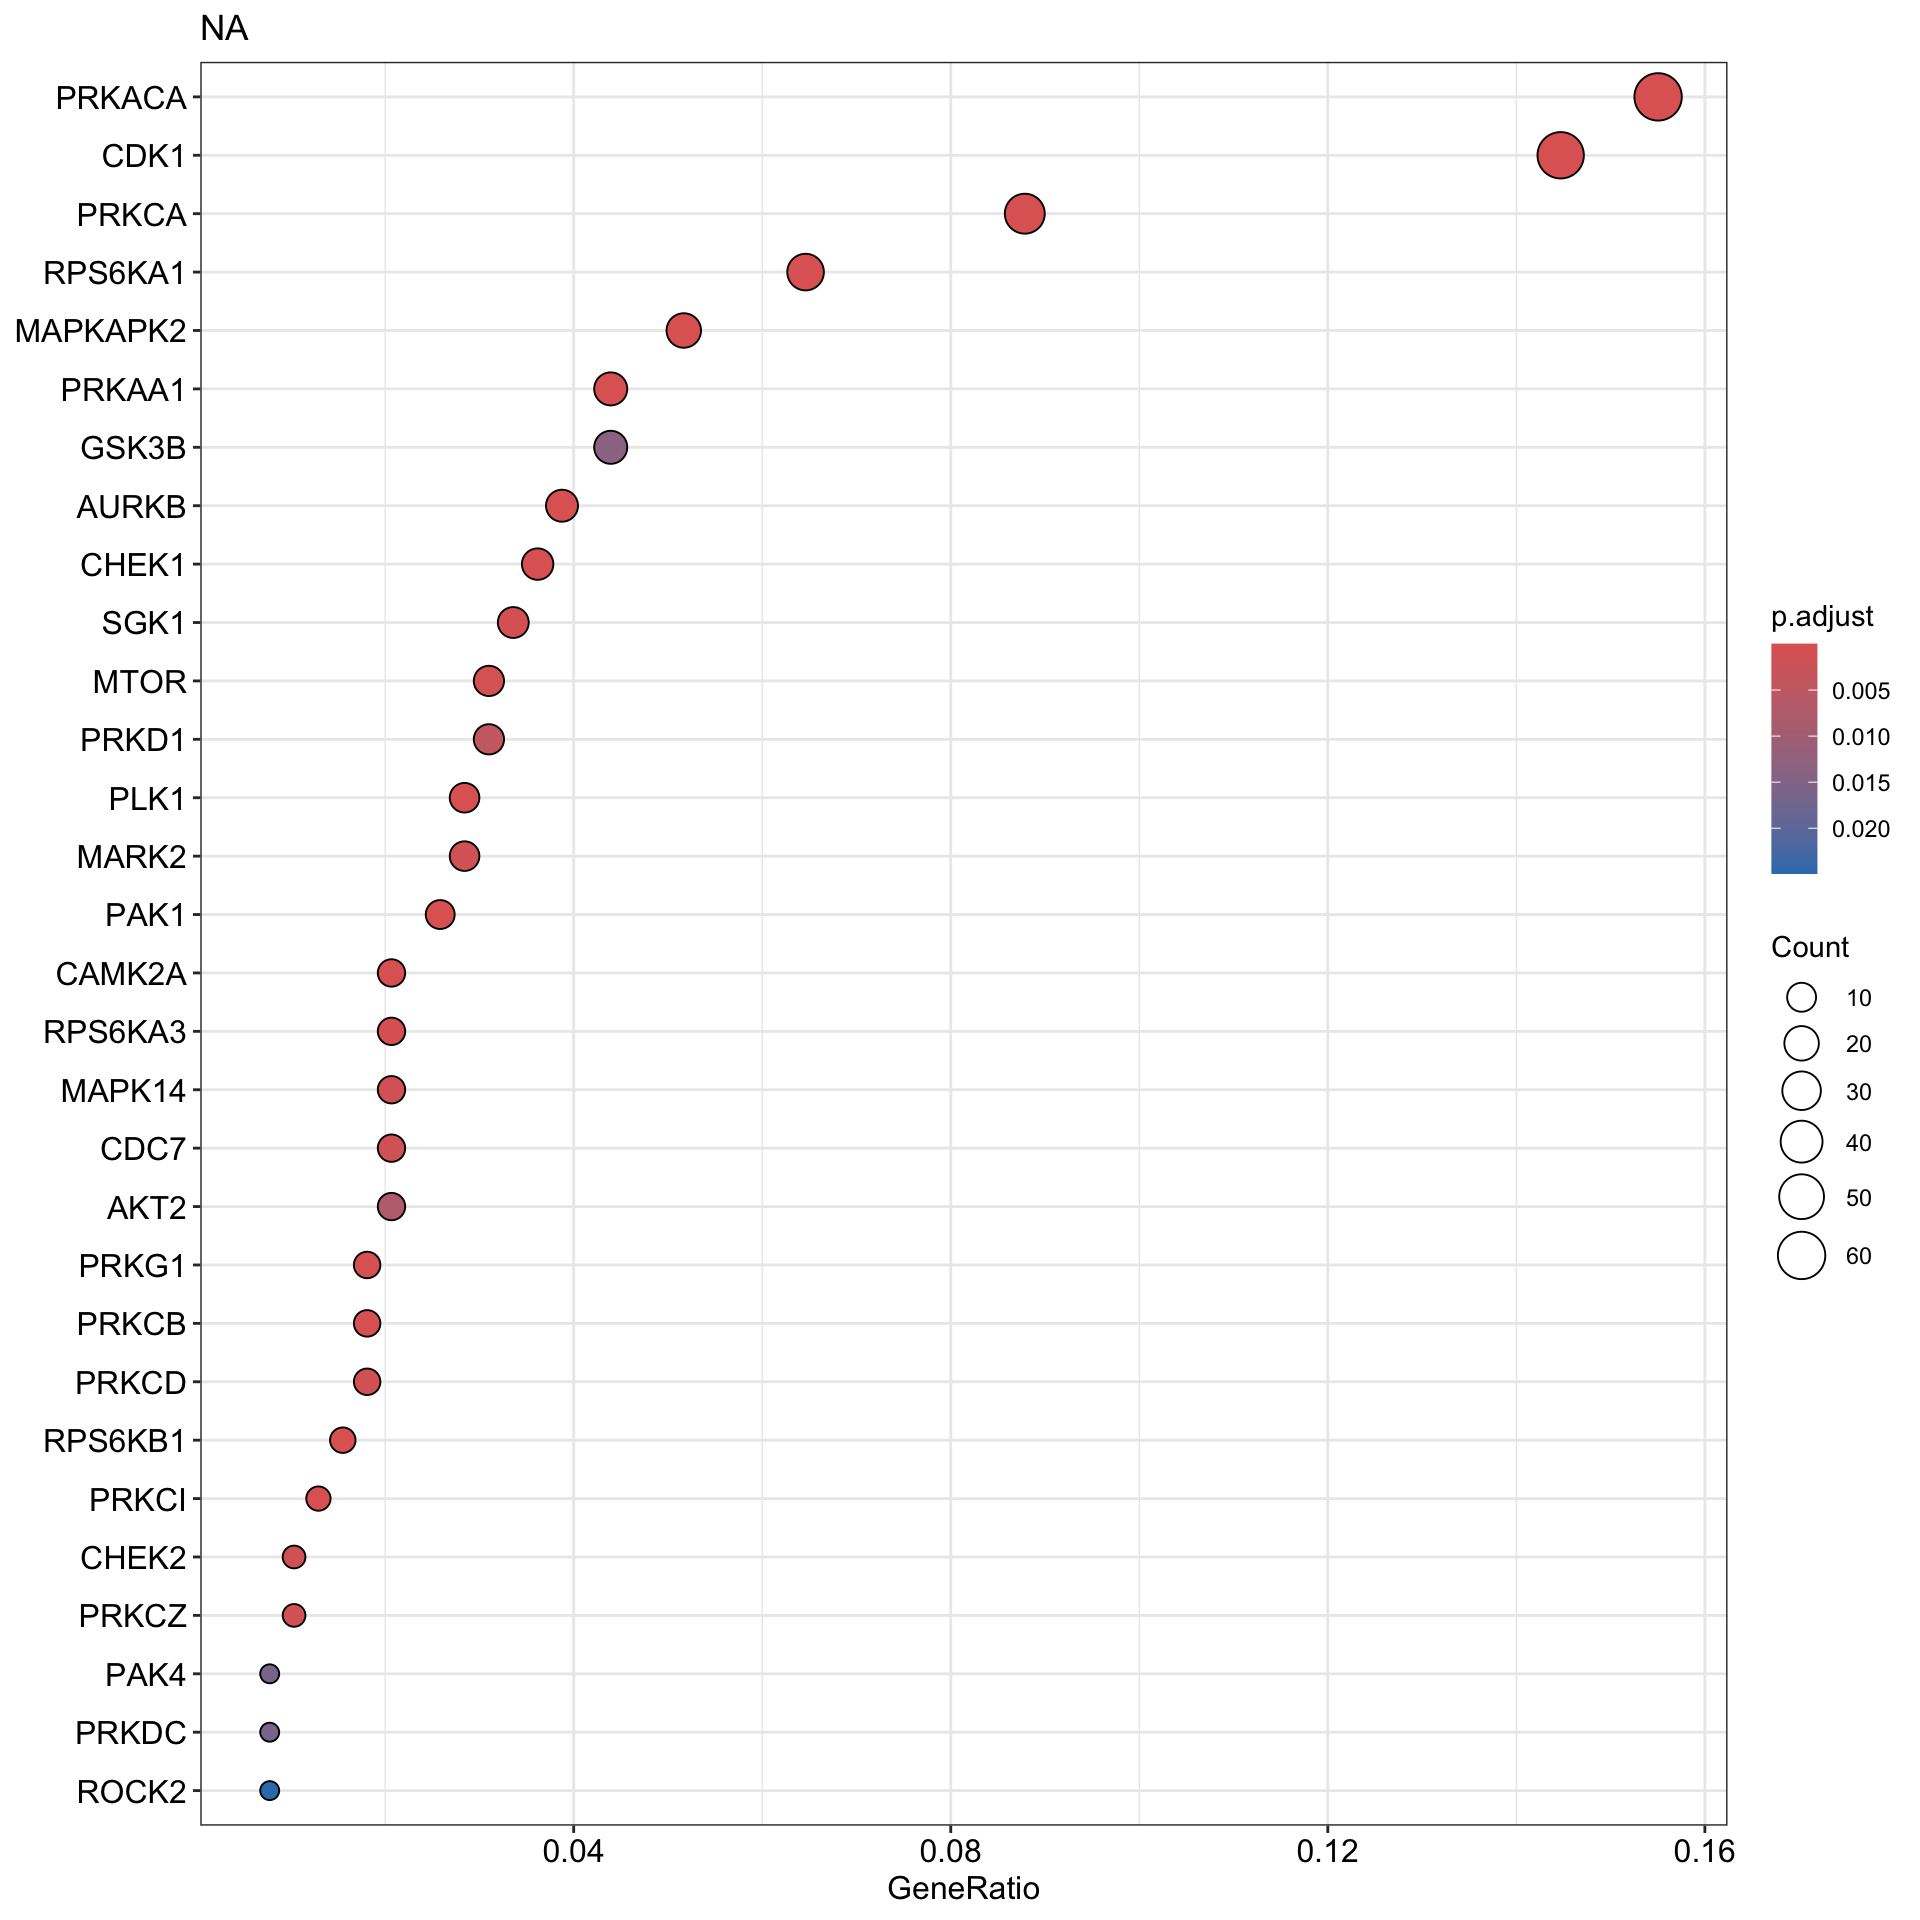 NA
PRKACA
CDK1
PRKCA
RPS6KA1
MAPKAPK2
PRKAA1
GSK3B
AURKB
CHEK1
SGK1
MTOR
PRKD1
PLK1
MARK2
PAK1
CAMK2A
RPS6KA3
MAPK14
CDC7
AKT2
PRKG1
PRKCB
PRKCD
RPS6KB1
PRKCI
CHEK2
PRKCZ
PAK4
PRKDC
ROCK2
0.04 0.08 0.12 0.16
GeneRatio
p.adjust
0.005
0.010
0.015
0.020
Count
10
20
30
40
50
60